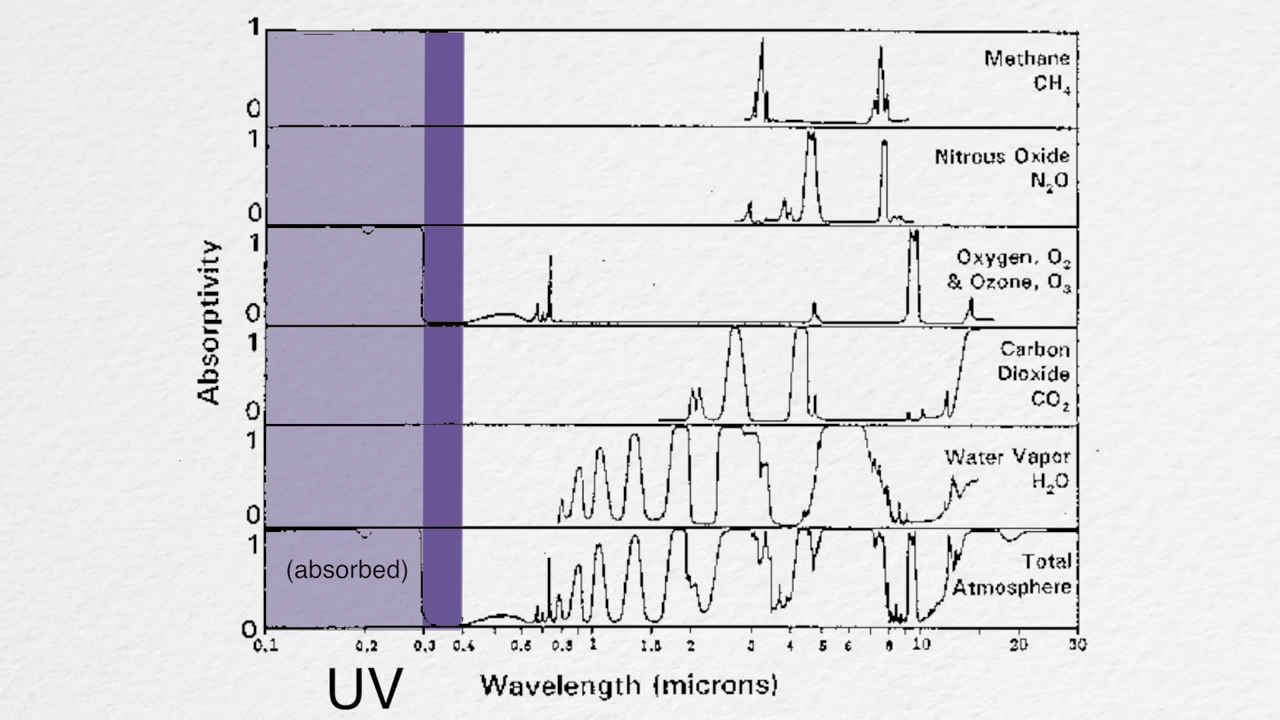 1
0
Methane
CH₄
1
0
Nitrous Oxide
N₂O
1
0
Oxygen, O₂
& Ozone, O₃
1
0
Carbon
Dioxide
CO₂
1
0
Water Vapor
H₂O
1
0
Total
Atmosphere
(absorbed)
Absorptivity
0.1 0.2 0.3 0.4 0.6 0.8 1 1.5 2 3 4 5 6 8 10 20 30
UV
Wavelength (microns)